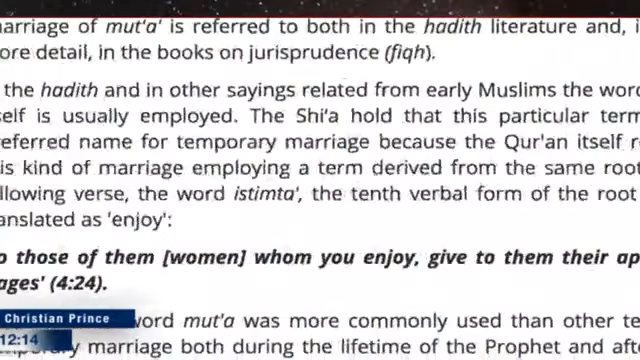 marriage of mut'a' is referred to both in the hadith literature and, i
ore detail, in the books on jurisprudence (fiqh).
the hadith and in other sayings related from early Muslims the word
self is usually employed. The Shi'a hold that this particular term
referred name for temporary marriage because the Qur'an itself r
is kind of marriage employing a term derived from the same root
ollowing verse, the word istimta', the tenth verbal form of the root
anslated as 'enjoy':
o those of them [women] whom you enjoy, give to them their ap
ages' (4:24).
word mut'a was more commonly used than other te
marriage both during the lifetime of the Prophet and afte
Christian Prince
12:14